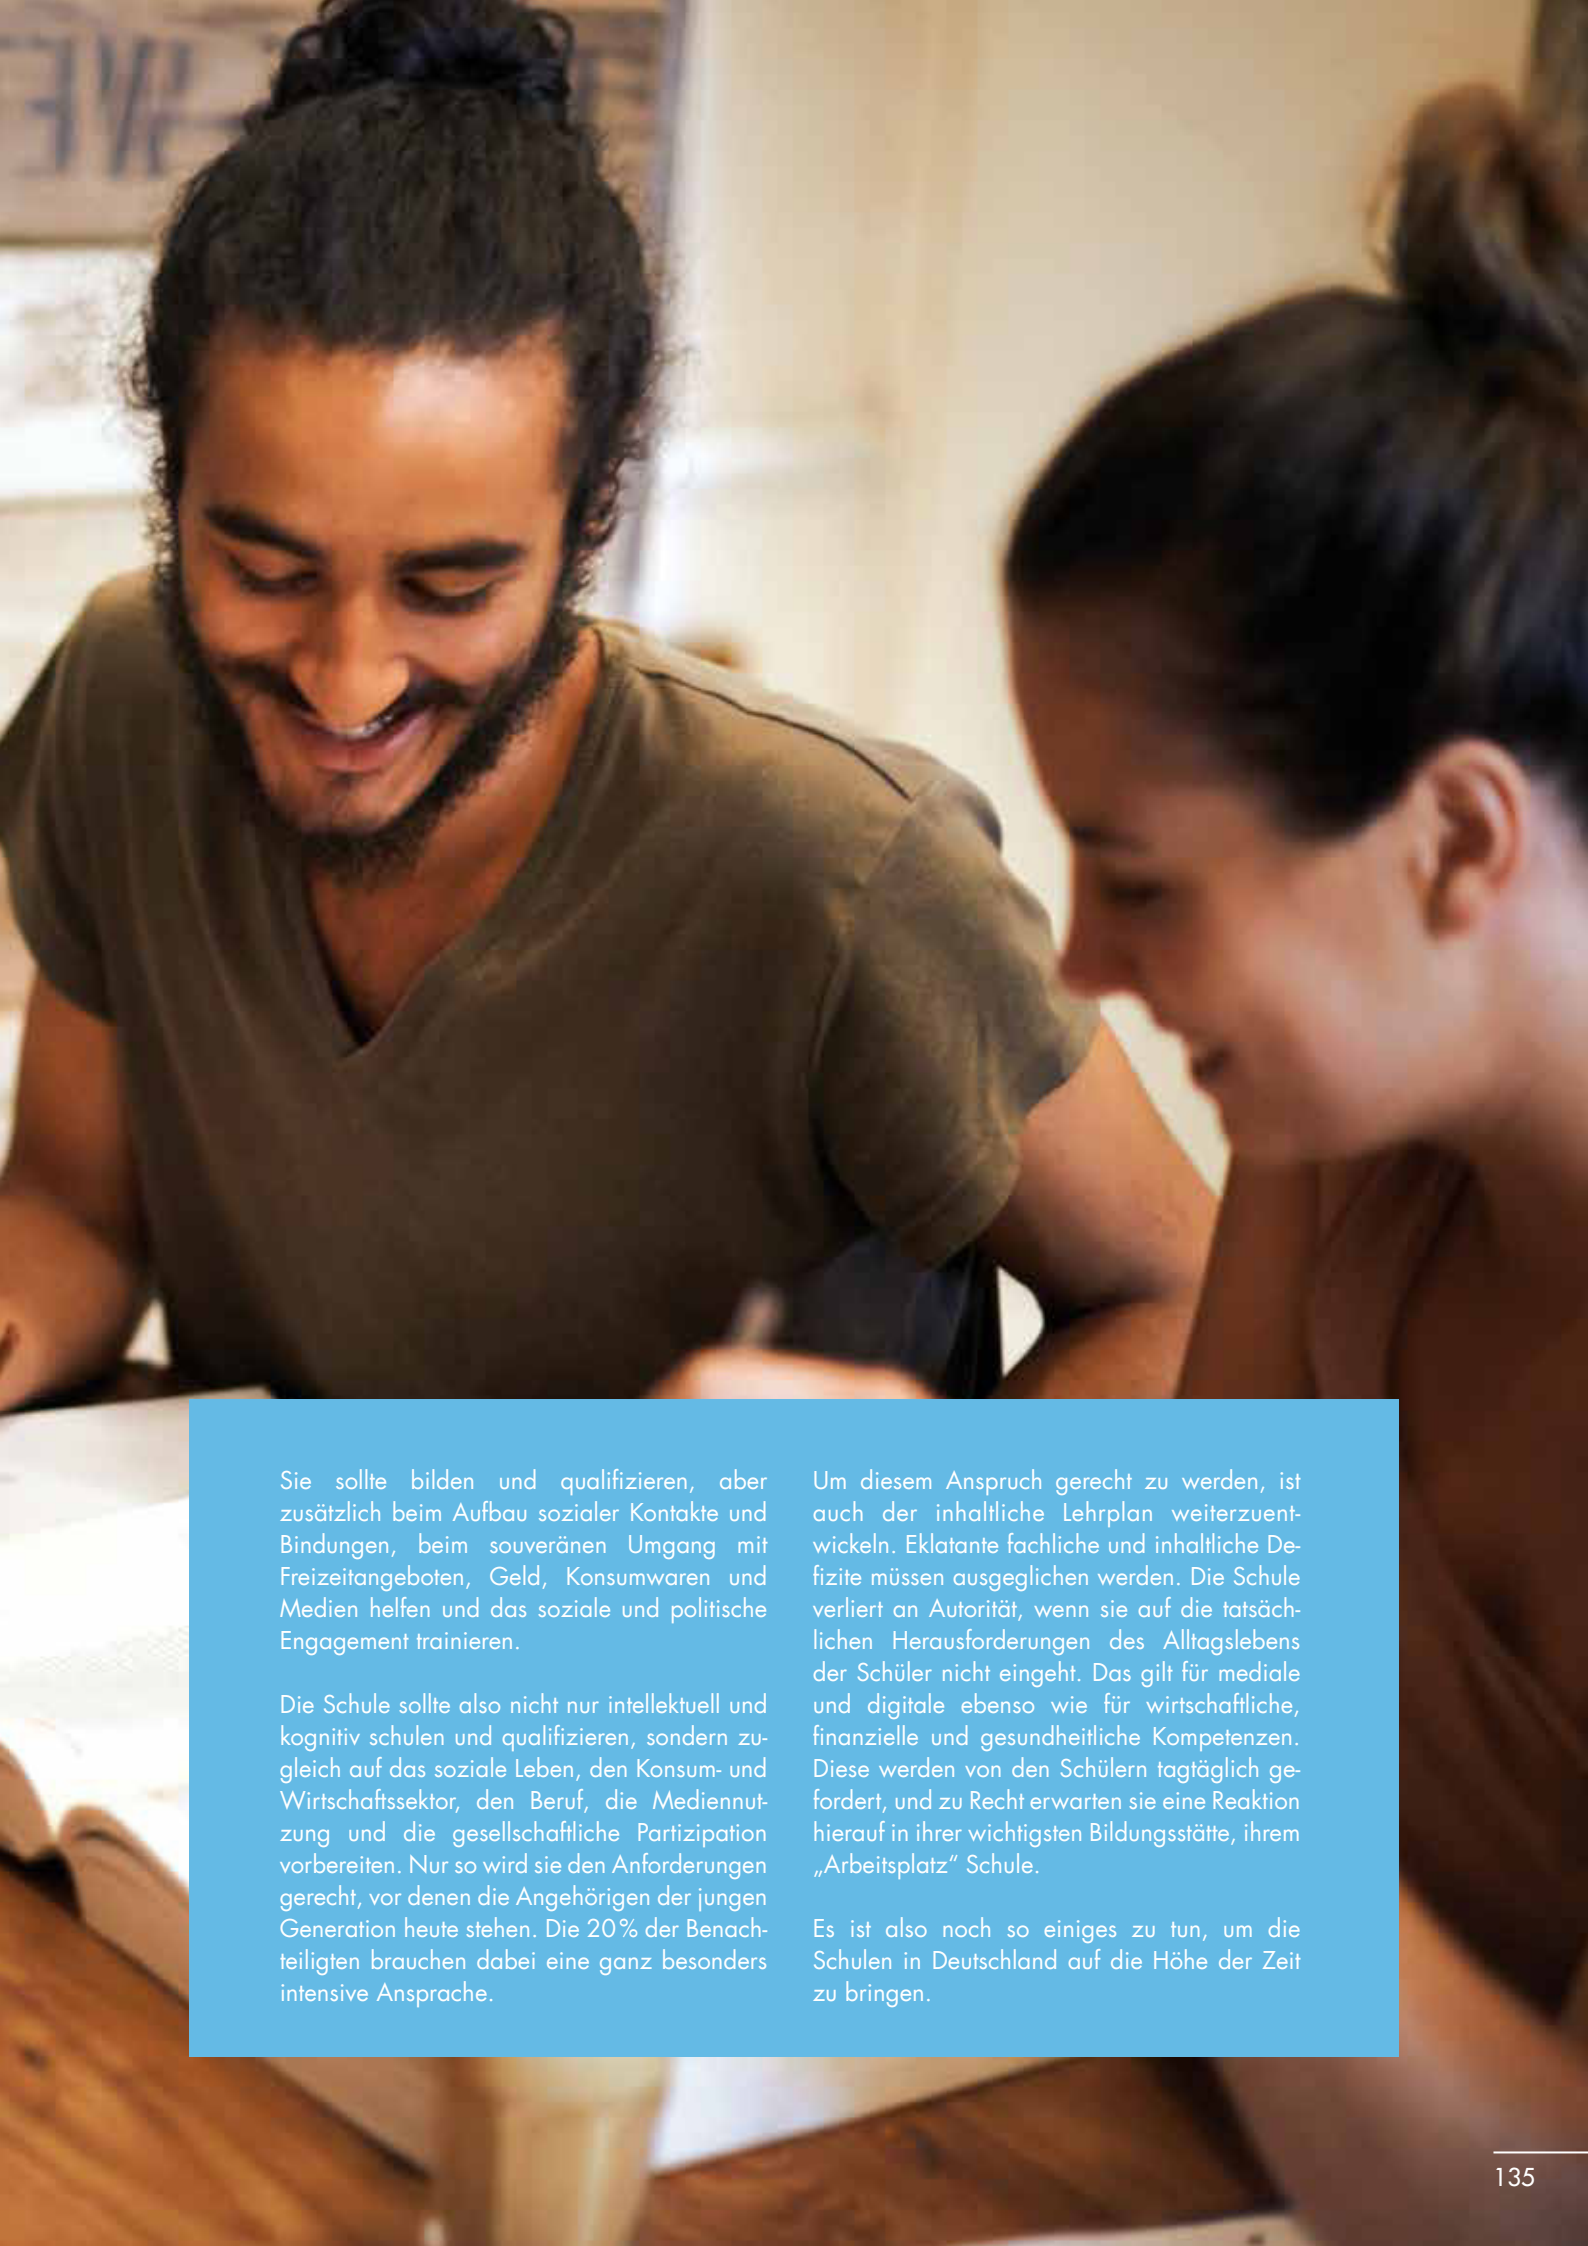 Sie sollte bilden und qualifizieren, aber
zusätzlich beim Aufbau sozialer Kontakte und
Bindungen, beim souveränen Umgang mit
Freizeitangeboten, Geld, Konsumwaren und
Medien helfen und das soziale und politische
Engagement trainieren.
Die Schule sollte also nicht nur intellektuell und
kognitiv schulen und qualifizieren, sondern zu-
gleich auf das soziale Leben, den Konsum- und
Wirtschaftssektor, den Beruf, die Mediennut-
zung und die gesellschaftliche Partizipation
vorbereiten. Nur so wird sie den Anforderungen
gerecht, vor denen die Angehörigen der jungen
Generation heute stehen. Die 20% der Benach-
teiligten brauchen dabei eine ganz besonders
intensive Ansprache.
Um diesem Anspruch gerecht zu werden, ist
auch der inhaltliche Lehrplan weiterzuent-
wickeln. Eklatante fachliche und inhaltliche De-
fizite müssen ausgeglichen werden. Die Schule
verliert an Autorität, wenn sie auf die tatsäch-
lichen Herausforderungen des Alltagslebens
der Schüler nicht eingeht. Das gilt für mediale
und digitale ebenso wie für wirtschaftliche,
finanzielle und gesundheitliche Kompetenzen.
Diese werden von den Schülern tagtäglich ge-
fordert, und zu Recht erwarten sie eine Reaktion
hierauf in ihrer wichtigsten Bildungsstätte, ihrem
„Arbeitsplatz“ Schule.
Es ist also noch so einiges zu tun, um die
Schulen in Deutschland auf die Höhe der Zeit
zu bringen.
135